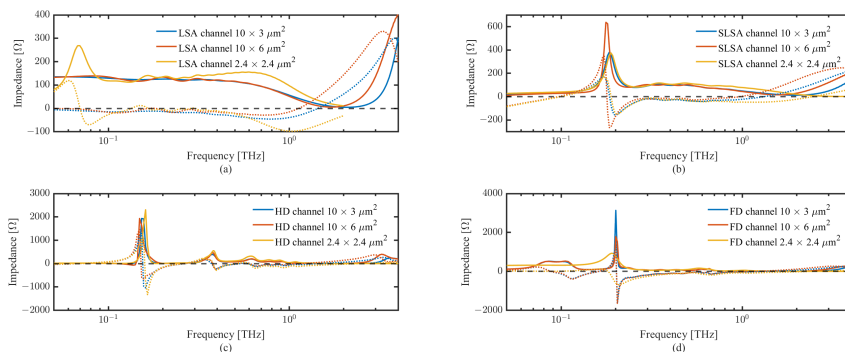 400
300
200
100
0
−100
Impedance [Ω]
LSA channel 10 × 3 μm²
LSA channel 10 × 6 μm²
LSA channel 2.4 × 2.4 μm²
10⁻¹
10⁰
Frequency [THz]
(a)
600
400
200
0
−200
Impedance [Ω]
SLSA channel 10 × 3 μm²
SLSA channel 10 × 6 μm²
SLSA channel 2.4 × 2.4 μm²
10⁻¹
10⁰
Frequency [THz]
(b)
3000
2000
1000
0
−1000
−2000
Impedance [Ω]
HD channel 10 × 3 μm²
HD channel 10 × 6 μm²
HD channel 2.4 × 2.4 μm²
10⁻¹
10⁰
Frequency [THz]
(c)
4000
2000
0
−2000
Impedance [Ω]
FD channel 10 × 3 μm²
FD channel 10 × 6 μm²
FD channel 2.4 × 2.4 μm²
10⁻¹
10⁰
Frequency [THz]
(d)